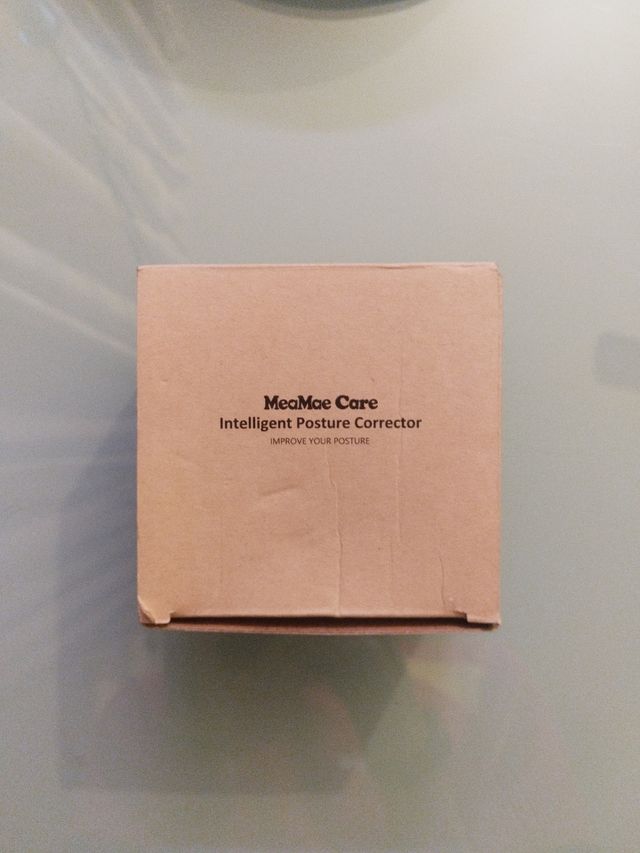 MeaMae Care
Intelligent Posture Corrector
IMPROVE YOUR POSTURE